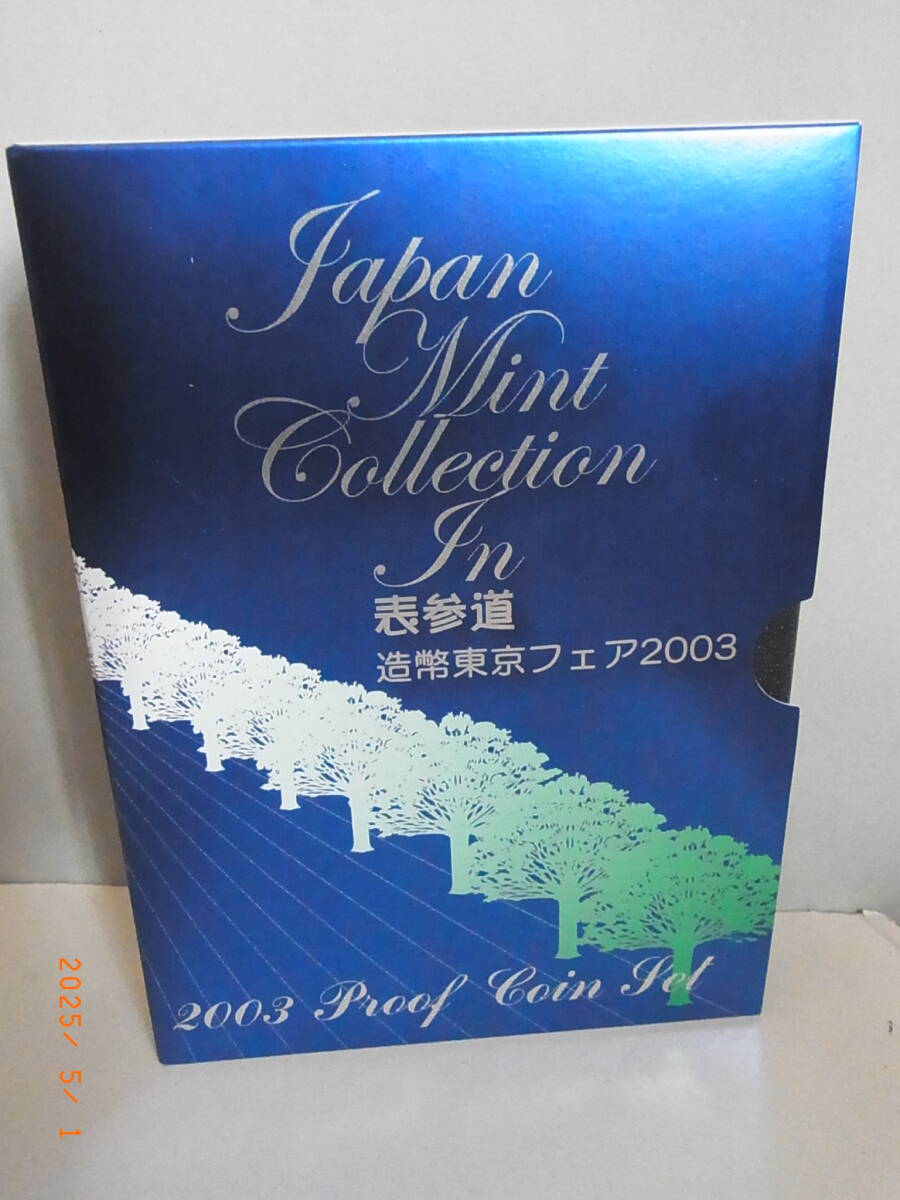 Japan
Mint
Collection
In
表参道
造幣東京フェア2003
2003 Proof Coin Set
2025/ 5/ 1